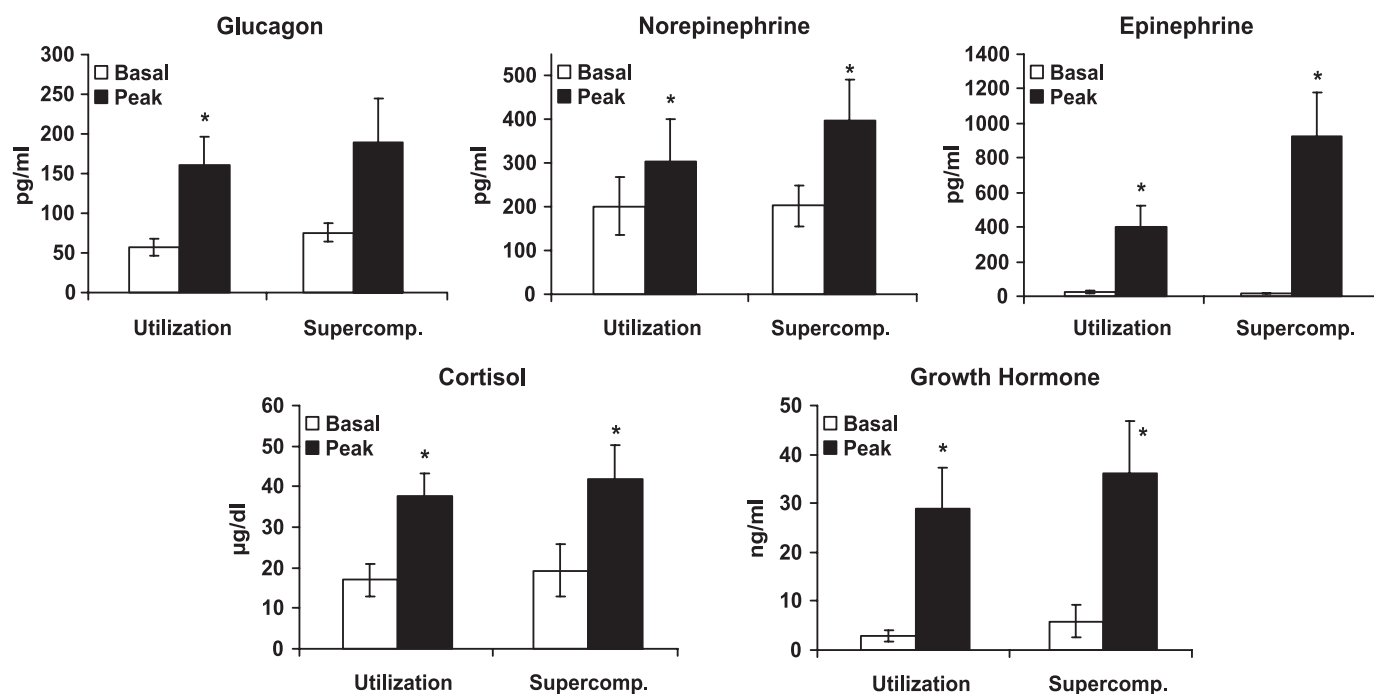 Glucagon
300
250
200
150
100
50
0
pg/ml
Basal
Peak
*
Utilization
Supercomp.
Norepinephrine
500
400
300
200
100
0
pg/ml
Basal
Peak
*
*
Utilization
Supercomp.
Epinephrine
1400
1200
1000
800
600
400
200
0
pg/ml
Basal
Peak
*
*
Utilization
Supercomp.
Cortisol
60
50
40
30
20
10
0
µg/dl
Basal
Peak
*
*
Utilization
Supercomp.
Growth Hormone
50
40
30
20
10
0
ng/ml
Basal
Peak
*
*
Utilization
Supercomp.